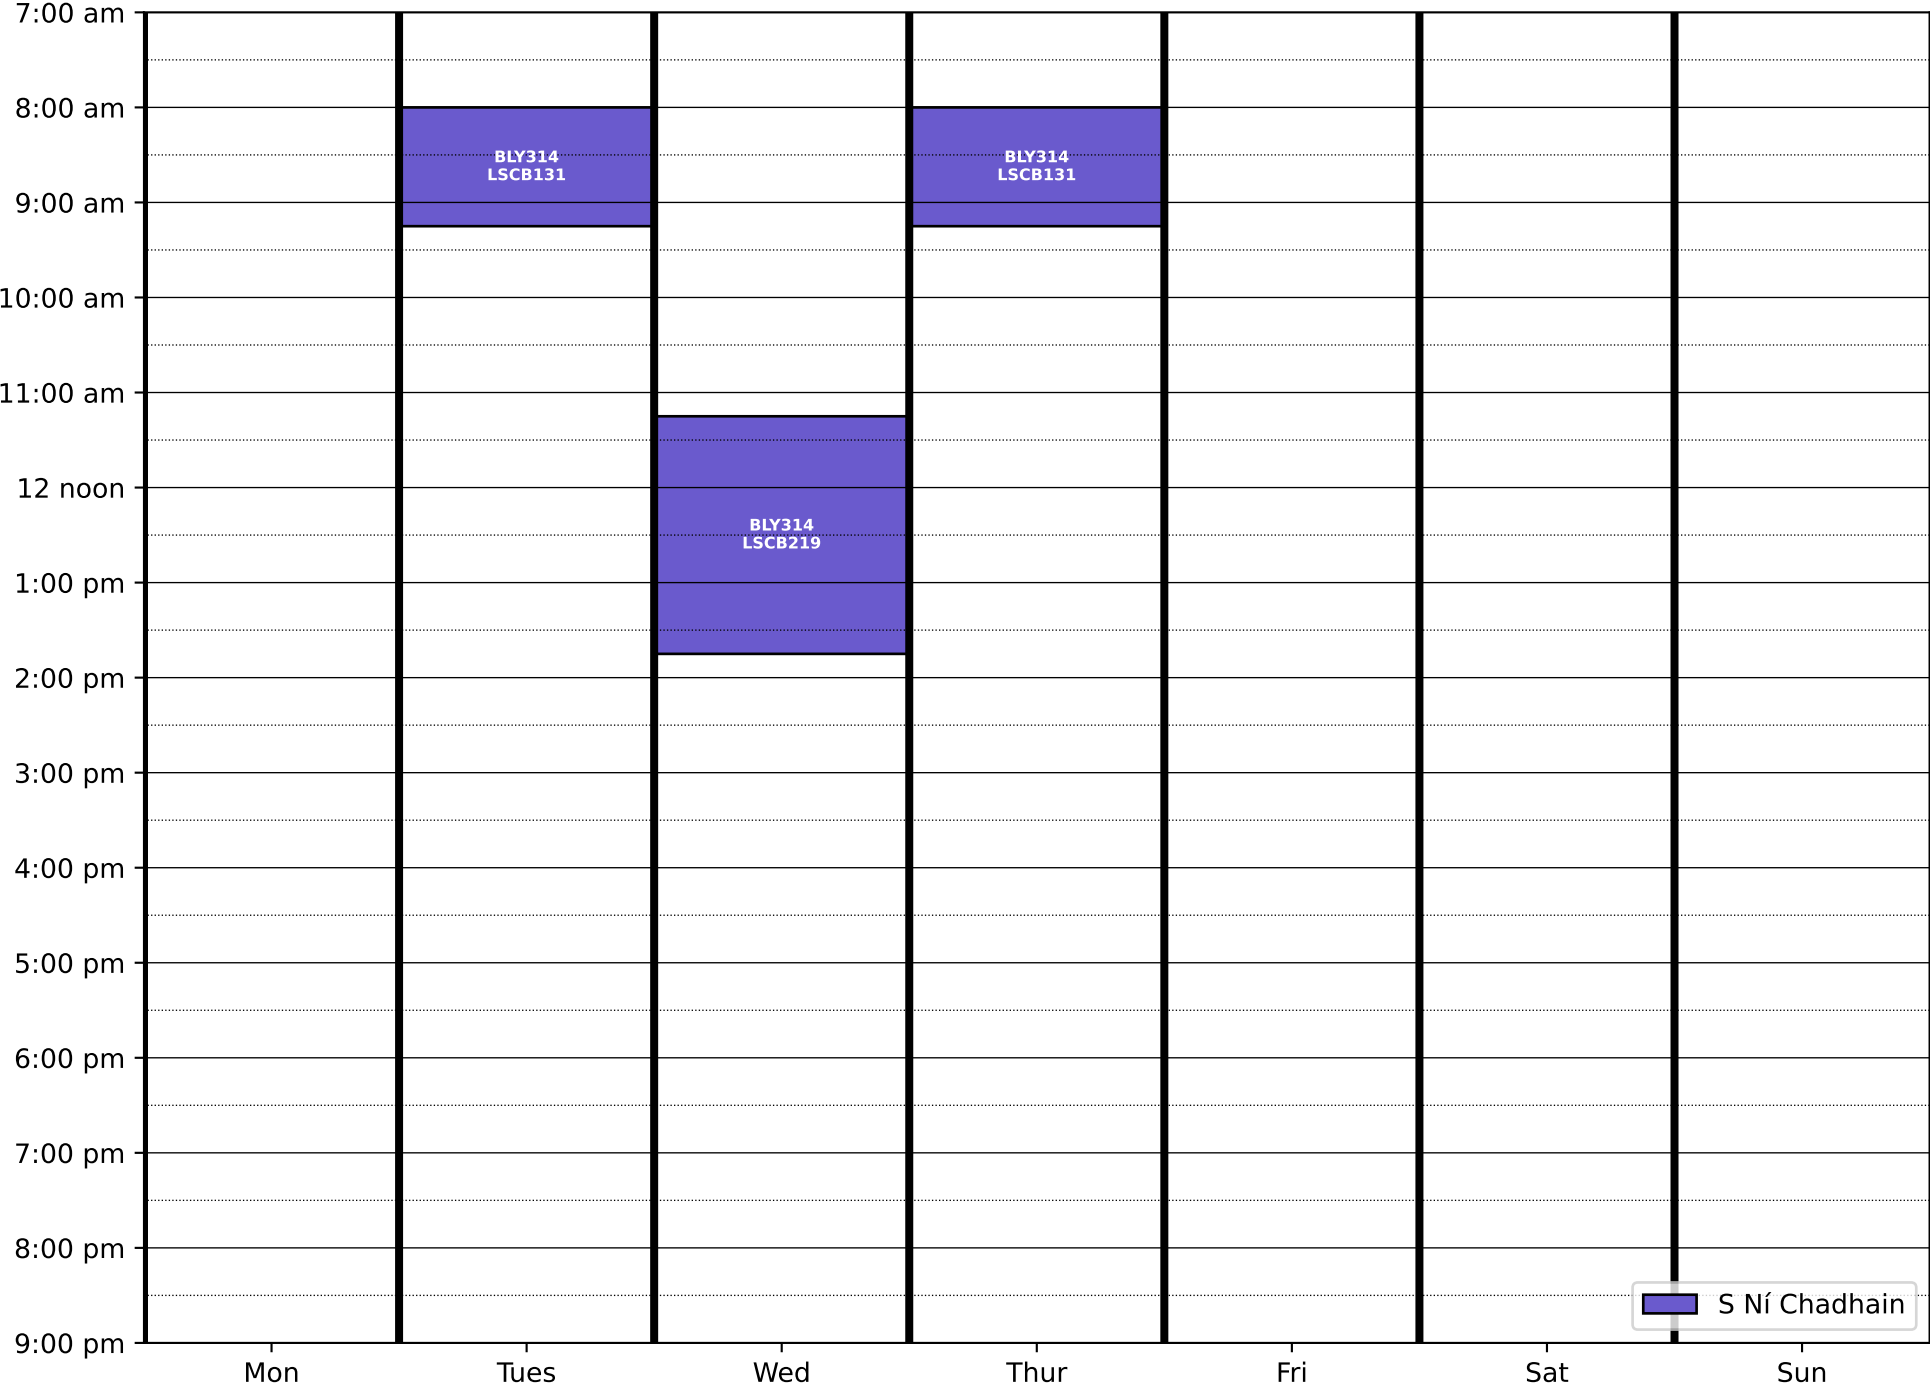 7:00 am
8:00 am
9:00 am
10:00 am
11:00 am
12 noon
1:00 pm
2:00 pm
3:00 pm
4:00 pm
5:00 pm
6:00 pm
7:00 pm
8:00 pm
9:00 pm
BLY314
LSCB131
BLY314
LSCB219
BLY314
LSCB131
S Ní Chadhain
Mon
Tues
Wed
Thur
Fri
Sat
Sun